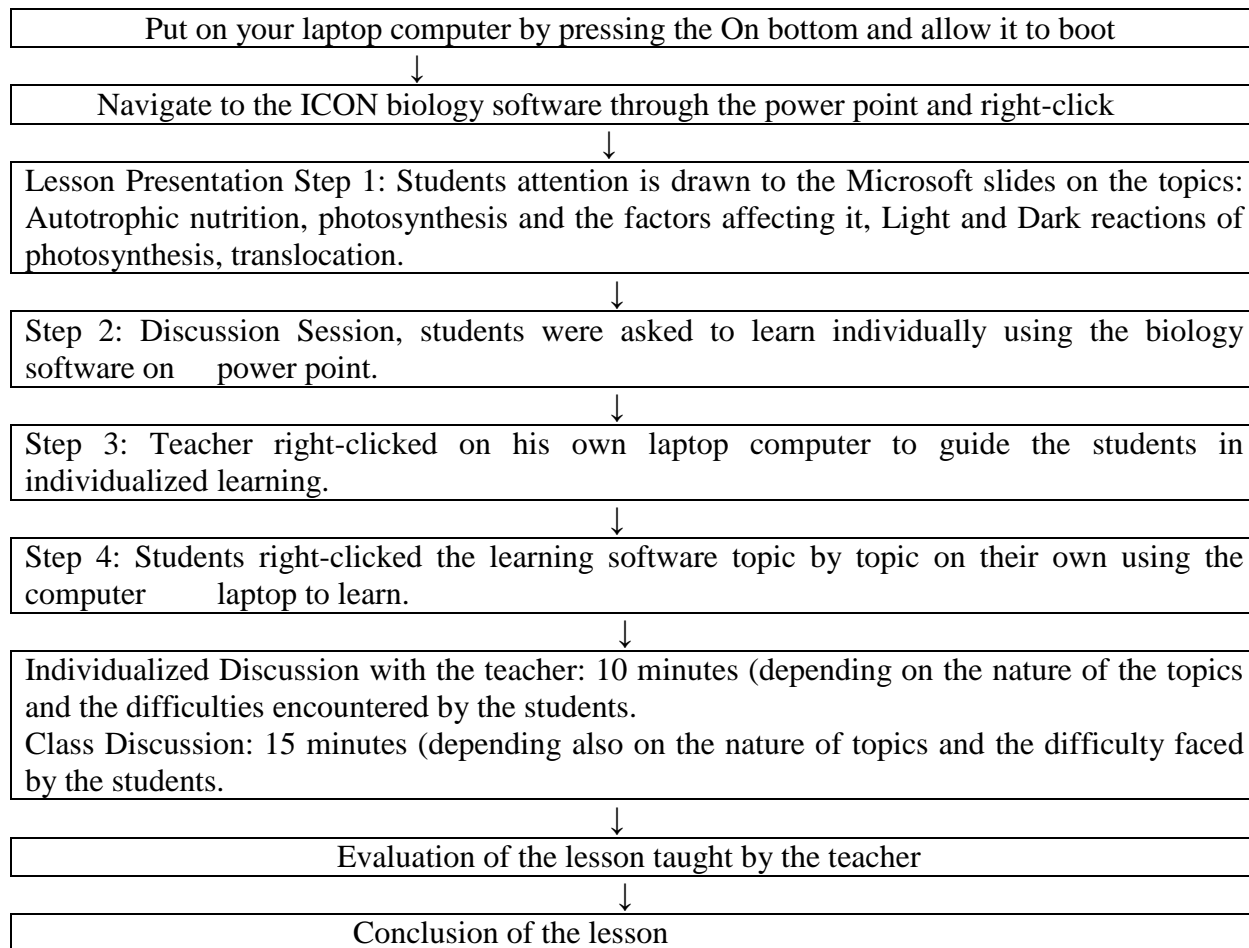 Put on your laptop computer by pressing the On bottom and allow it to boot
↓
Navigate to the ICON biology software through the power point and right-click
↓
Lesson Presentation Step 1: Students attention is drawn to the Microsoft slides on the topics:
Autotrophic nutrition, photosynthesis and the factors affecting it, Light and Dark reactions of
photosynthesis, translocation.
↓
Step 2: Discussion Session, students were asked to learn individually using the biology
software on power point.
↓
Step 3: Teacher right-clicked on his own laptop computer to guide the students in
individualized learning.
↓
Step 4: Students right-clicked the learning software topic by topic on their own using the
computer laptop to learn.
↓
Individualized Discussion with the teacher: 10 minutes (depending on the nature of the topics
and the difficulties encountered by the students.
Class Discussion: 15 minutes (depending also on the nature of topics and the difficulty faced
by the students.
↓
Evaluation of the lesson taught by the teacher
↓
Conclusion of the lesson